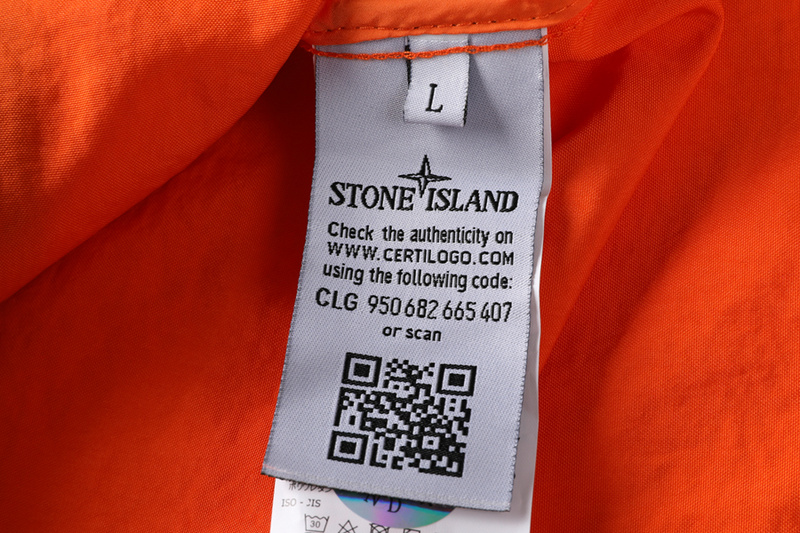 L
STONE ISLAND
Check the authenticity on
WWW.CERTILOGO.COM
using the following code:
CLG 950 682 665 407
or scan
ISO - JIS
30